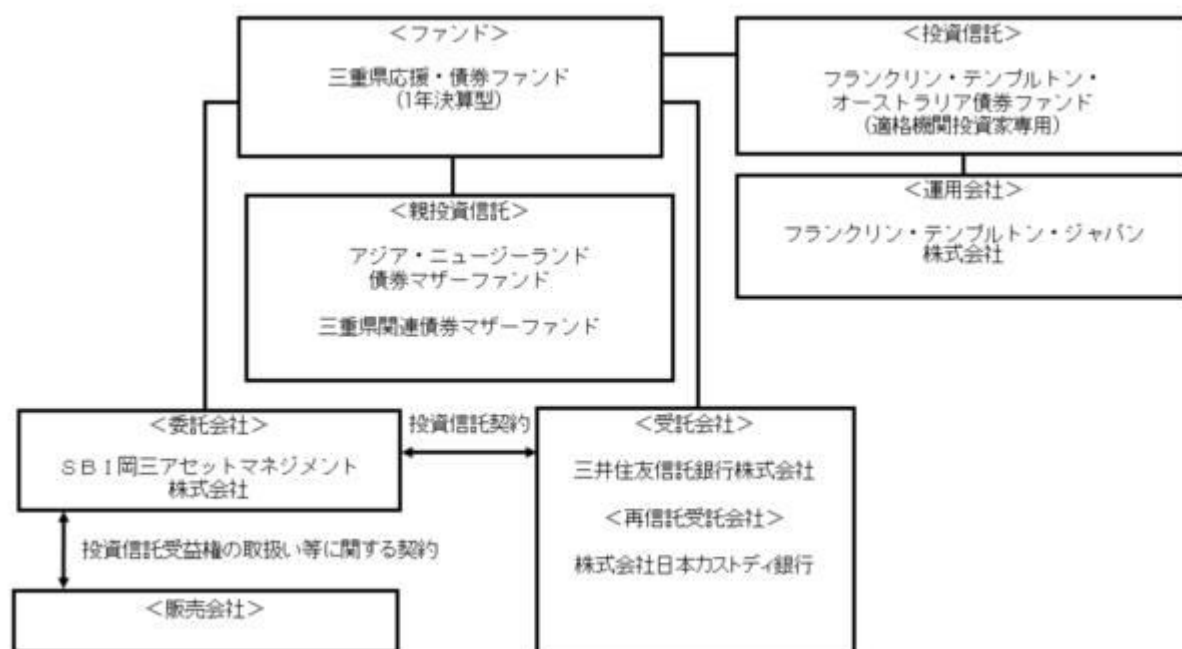 ＜ファンド＞
三重県応援・債券ファンド
(1年決算型)
＜投資信託＞
フランクリン・テンプルトン・
オーストラリア債券ファンド
(適格機関投資家専用)
＜運用会社＞
フランクリン・テンプルトン・ジャパン
株式会社
＜親投資信託＞
アジア・ニュージーランド
債券マザーファンド
三重県関連債券マザーファンド
＜委託会社＞
ＳＢＩ岡三アセットマネジメント
株式会社
投資信託契約
＜受託会社＞
三井住友信託銀行株式会社
＜再信託受託会社＞
株式会社日本カストディ銀行
投資信託受益権の取扱い等に関する契約
＜販売会社＞